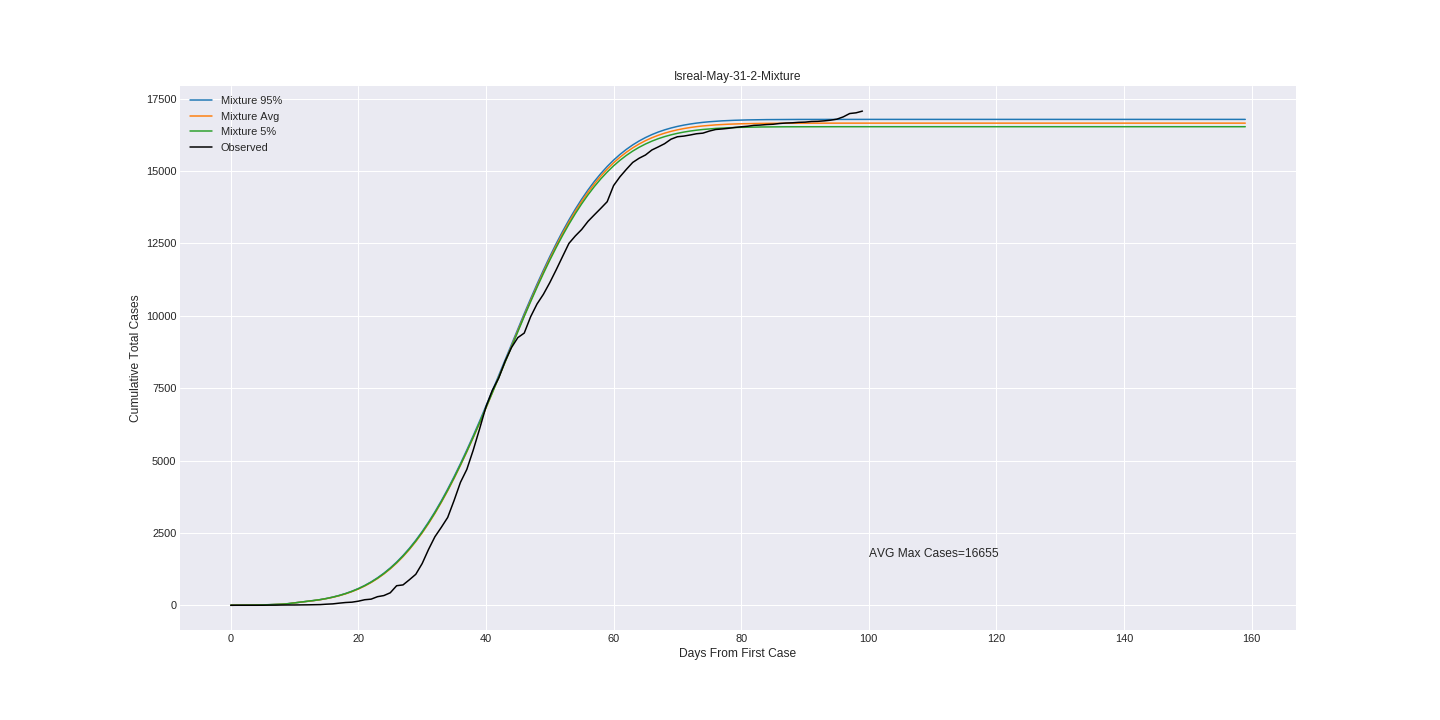 Isreal-May-31-2-Mixture
Mixture 95%
Mixture Avg
Mixture 5%
Observed
17500
15000
12500
10000
7500
5000
2500
0
Cumulative Total Cases
AVG Max Cases=16655
0 20 40 60 80 100 120 140 160
Days From First Case